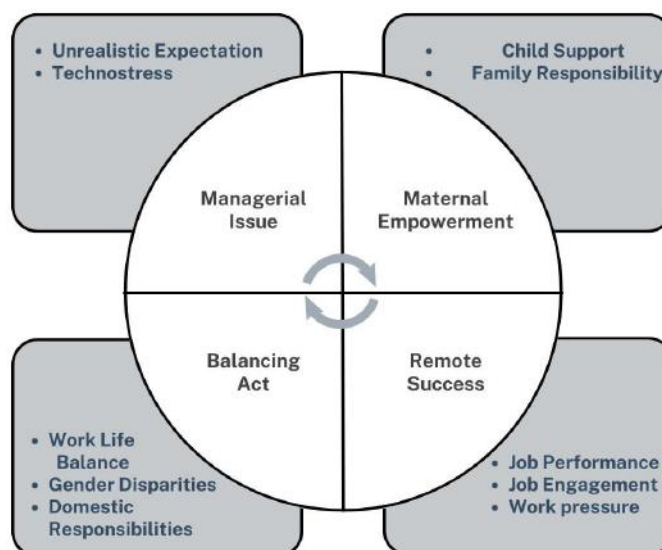 • Unrealistic Expectation
• Technostress
• Child Support
• Family Responsibility
Managerial
Issue
Maternal
Empowerment
Balancing
Act
Remote
Success
• Work Life
Balance
• Gender Disparities
• Domestic
Responsibilities
• Job Performance
• Job Engagement
• Work pressure